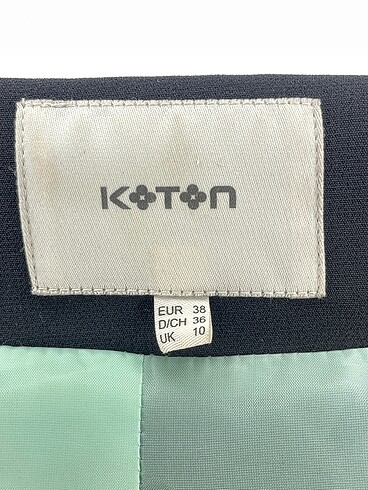 KOTON
EUR 38
D/CH 36
UK 10